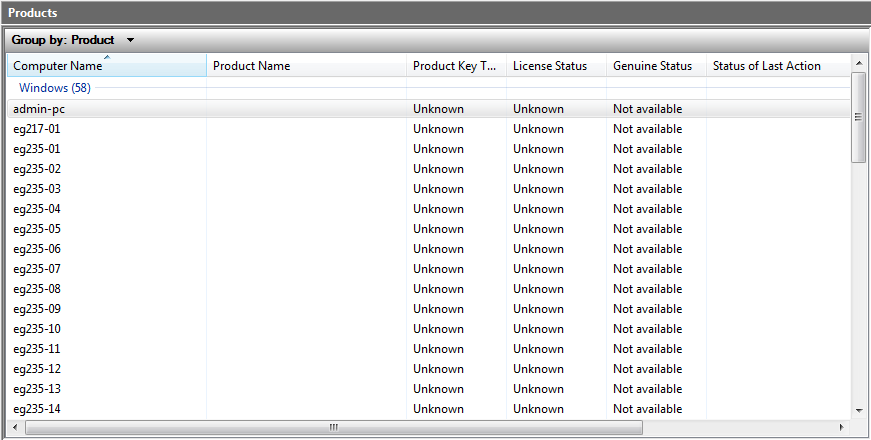 Products
Group by: Product
Computer Name Product Name Product Key T... License Status Genuine Status Status of Last Action
Windows (58)
admin-pc Unknown Unknown Not available
eg217-01 Unknown Unknown Not available
eg235-01 Unknown Unknown Not available
eg235-02 Unknown Unknown Not available
eg235-03 Unknown Unknown Not available
eg235-04 Unknown Unknown Not available
eg235-05 Unknown Unknown Not available
eg235-06 Unknown Unknown Not available
eg235-07 Unknown Unknown Not available
eg235-08 Unknown Unknown Not available
eg235-09 Unknown Unknown Not available
eg235-10 Unknown Unknown Not available
eg235-11 Unknown Unknown Not available
eg235-12 Unknown Unknown Not available
eg235-13 Unknown Unknown Not available
eg235-14 Unknown Unknown Not available